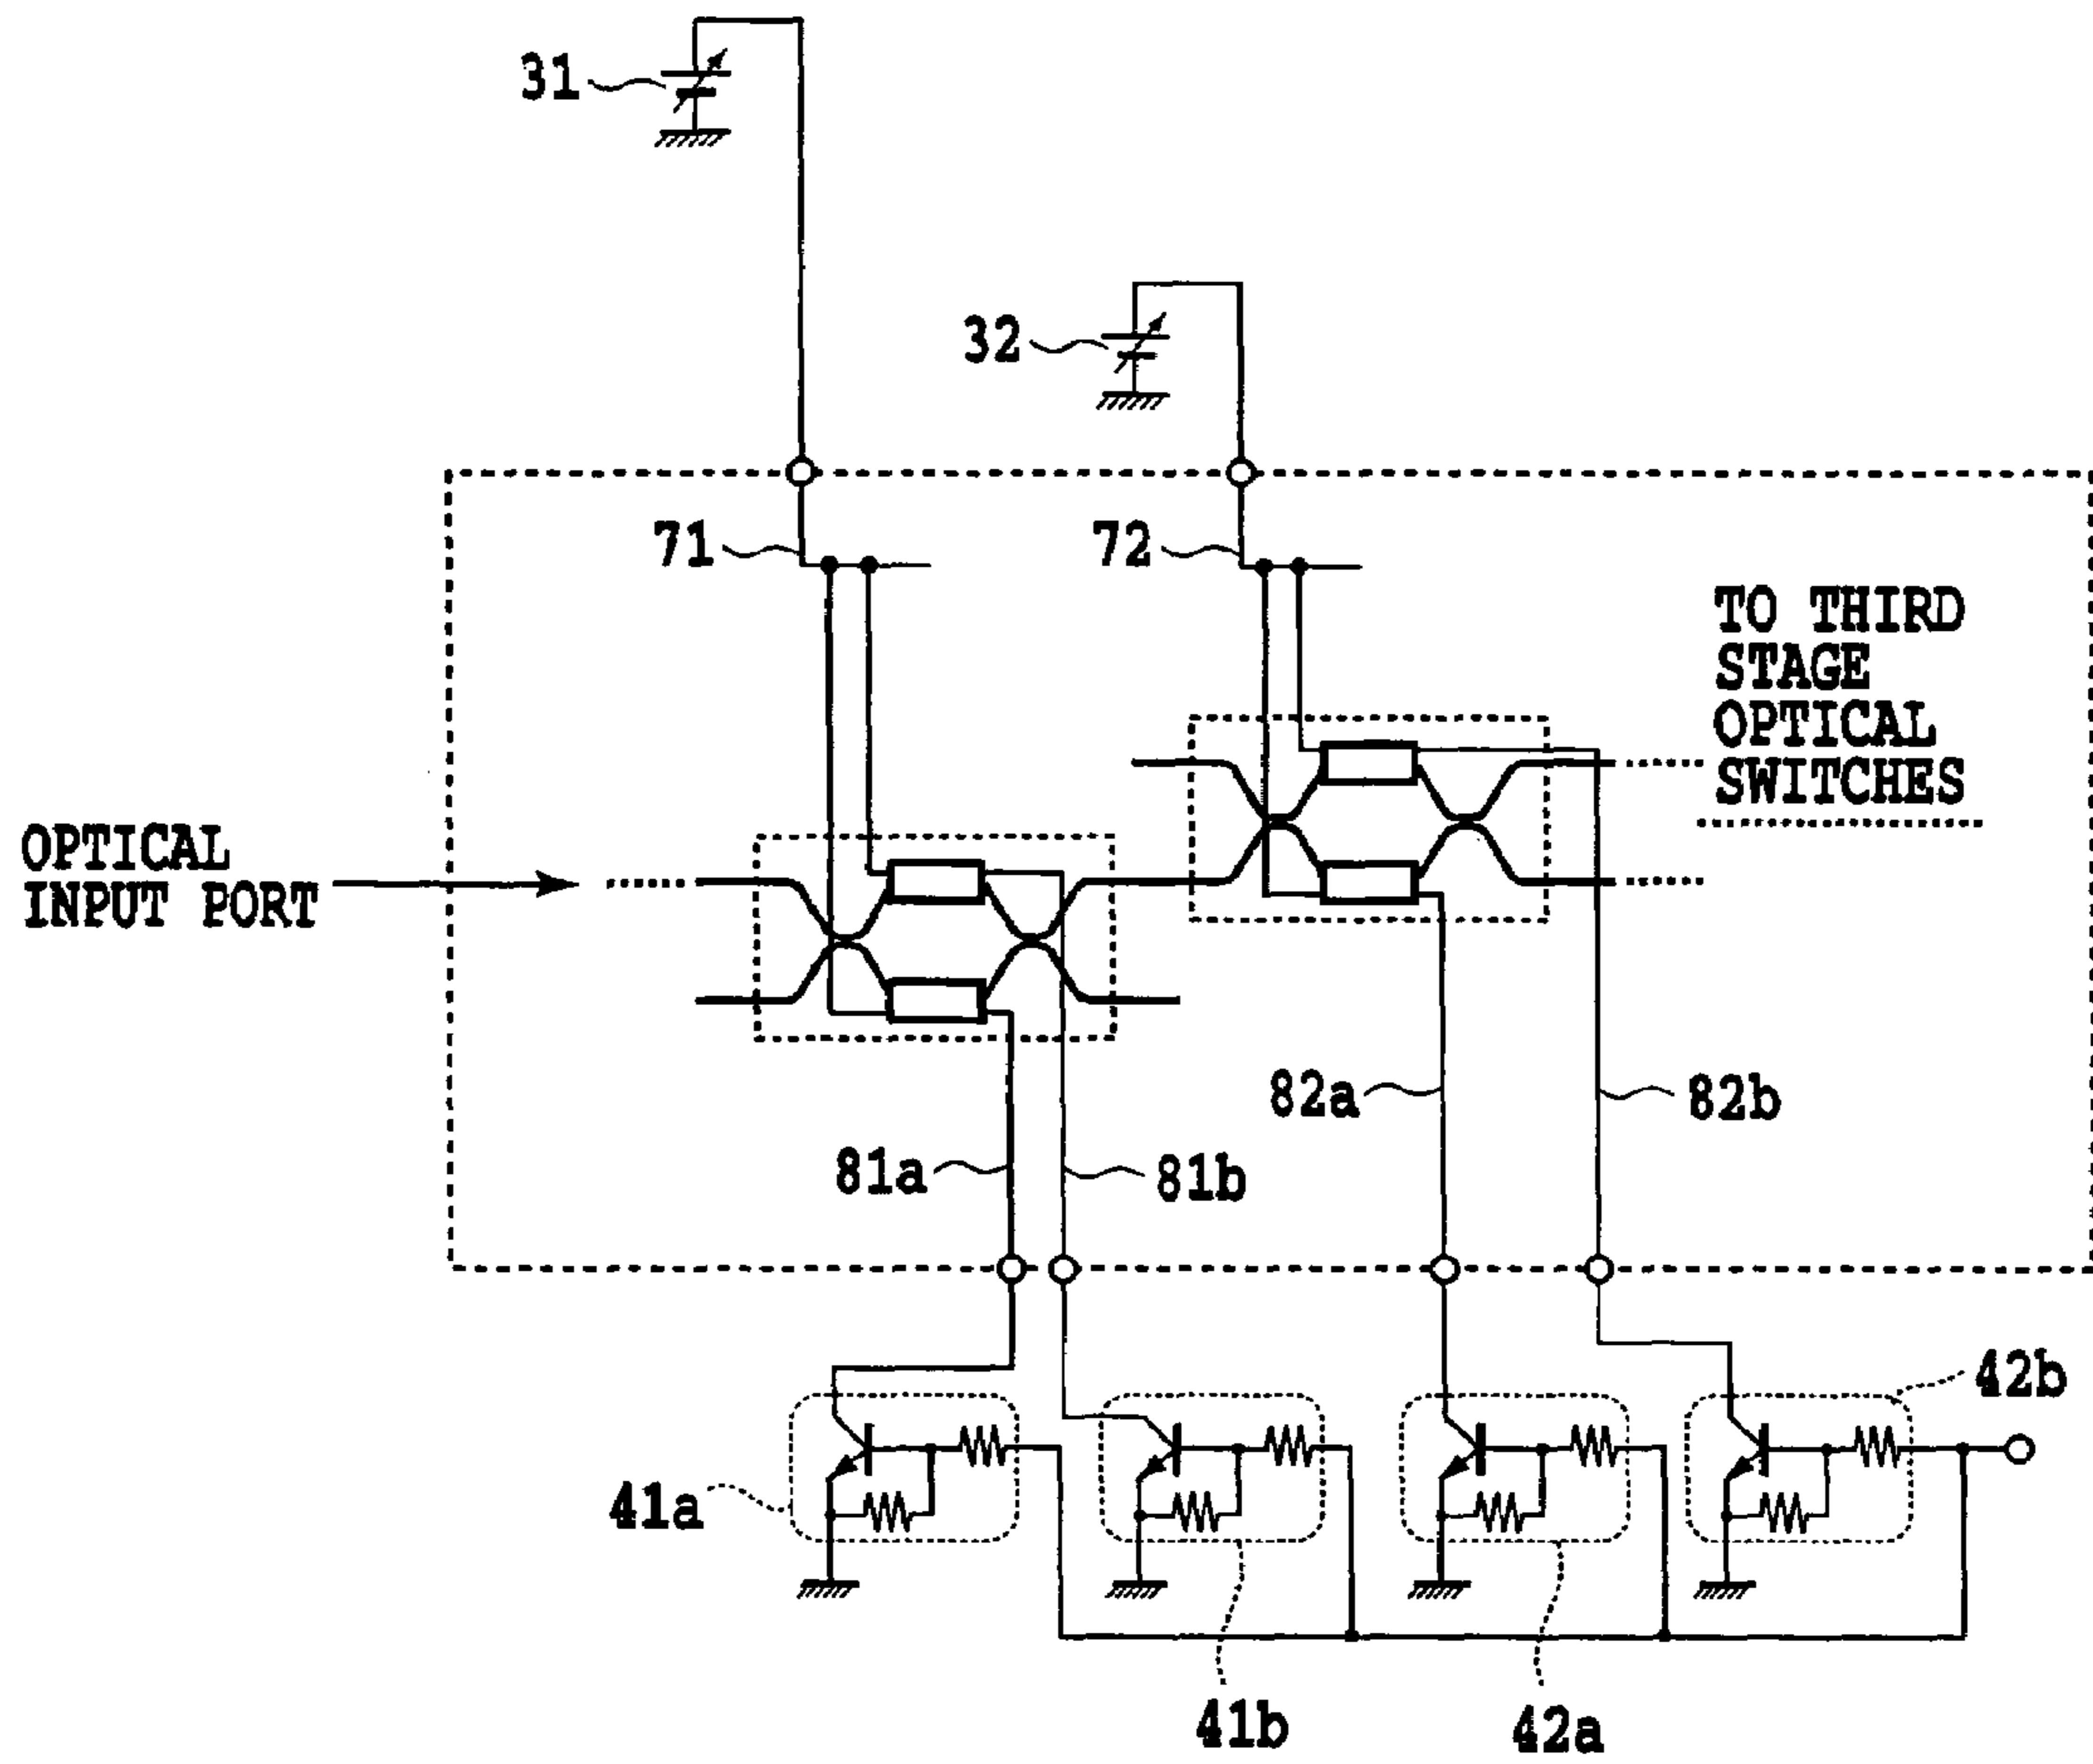 31
32
71
72
TO THIRD
STAGE
OPTICAL
SWITCHES
OPTICAL
INPUT PORT
82a
82b
81a
81b
42b
41a
41b
42a